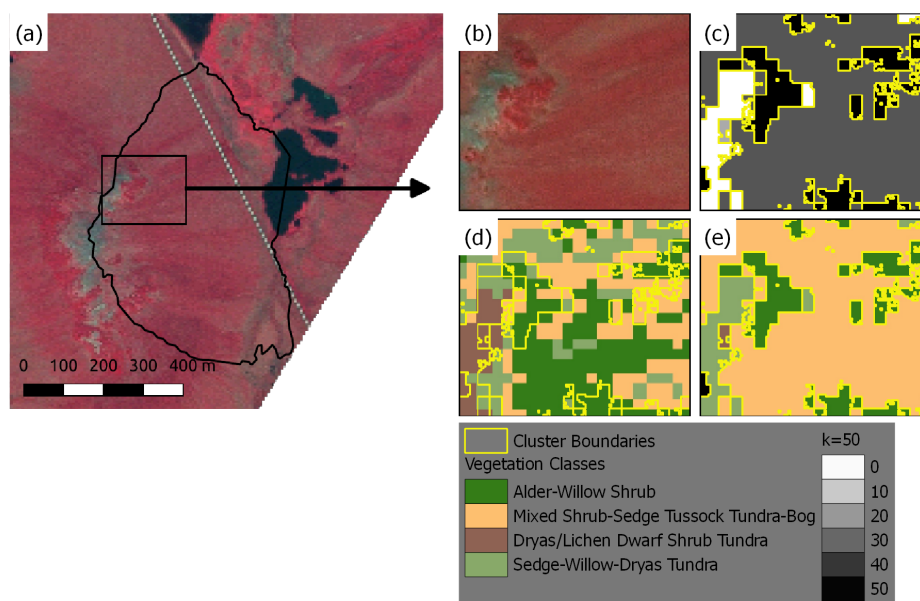 (a)
0 100 200 300 400 m
(b)
(c)
(d)
(e)
Cluster Boundaries
Vegetation Classes
Alder-Willow Shrub
Mixed Shrub-Sedge Tussock Tundra-Bog
Dryas/Lichen Dwarf Shrub Tundra
Sedge-Willow-Dryas Tundra
k=50
0
10
20
30
40
50